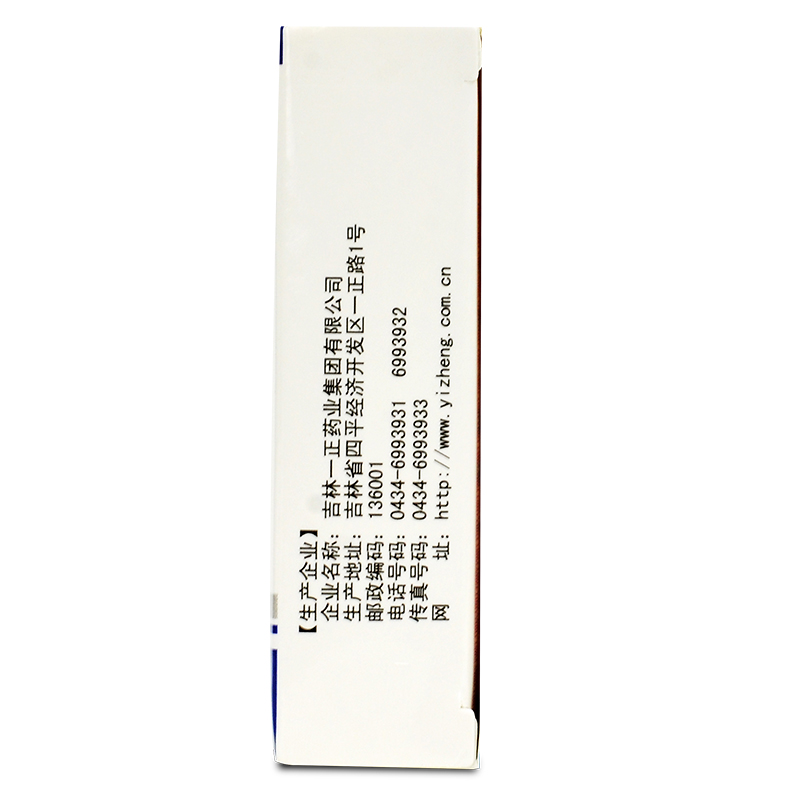 【生产企业】
企业名称：吉林一正药业集团有限公司
生产地址：吉林省四平经济开发区一正路1号
邮政编码：136001
电话号码：0434-6993931 6993932
传真号码：0434-6993933
网 址：http://www.yizheng.com.cn